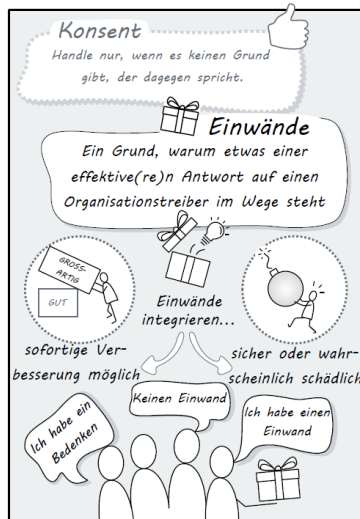 Konsent
Handle nur, wenn es keinen Grund
gibt, der dagegen spricht.
Einwände
Ein Grund, warum etwas einer
effektive(re)n Antwort auf einen
Organisationstreiber im Wege steht
GROSS-
ARTIG
GUT
Einwände
integrieren...
sofortige Ver-
besserung möglich
sicher oder wahr-
scheinlich schädlich
Keinen Einwand
Ich habe ein
Bedenken
Ich habe einen
Einwand